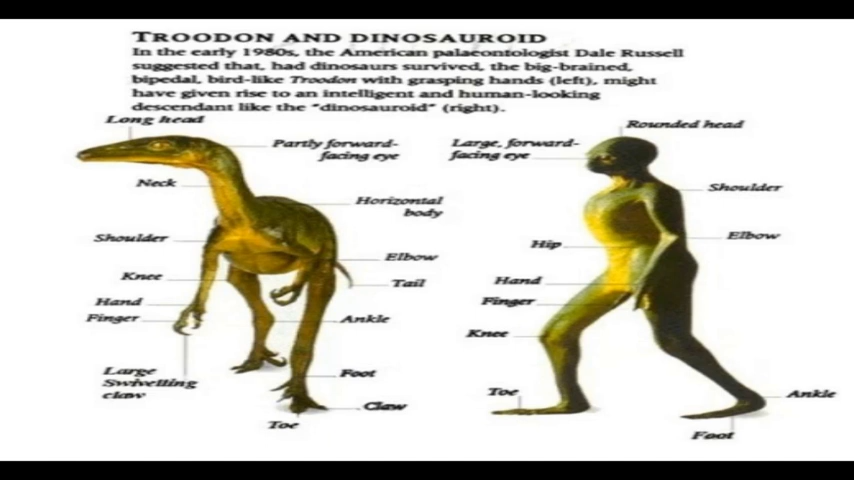 TROODON AND DINOSAUROID
In the early 1980s, the American palaeontologist Dale Russell
suggested that, had dinosaurs survived, the big-brained,
bipedal, bird-like Troodon with grasping hands (left), might
have given rise to an intelligent and human-looking
descendant like the "dinosauroid" (right).
Long head
Partly forward-
facing eye
Neck
Horizontal
body
Shoulder
Elbow
Knee
Tail
Hand
Finger
Ankle
Large
Swivelling
claw
Foot
Claw
Toe
Rounded head
Large, forward-
facing eye
Shoulder
Elbow
Hip
Hand
Finger
Knee
Toe
Ankle
Foot